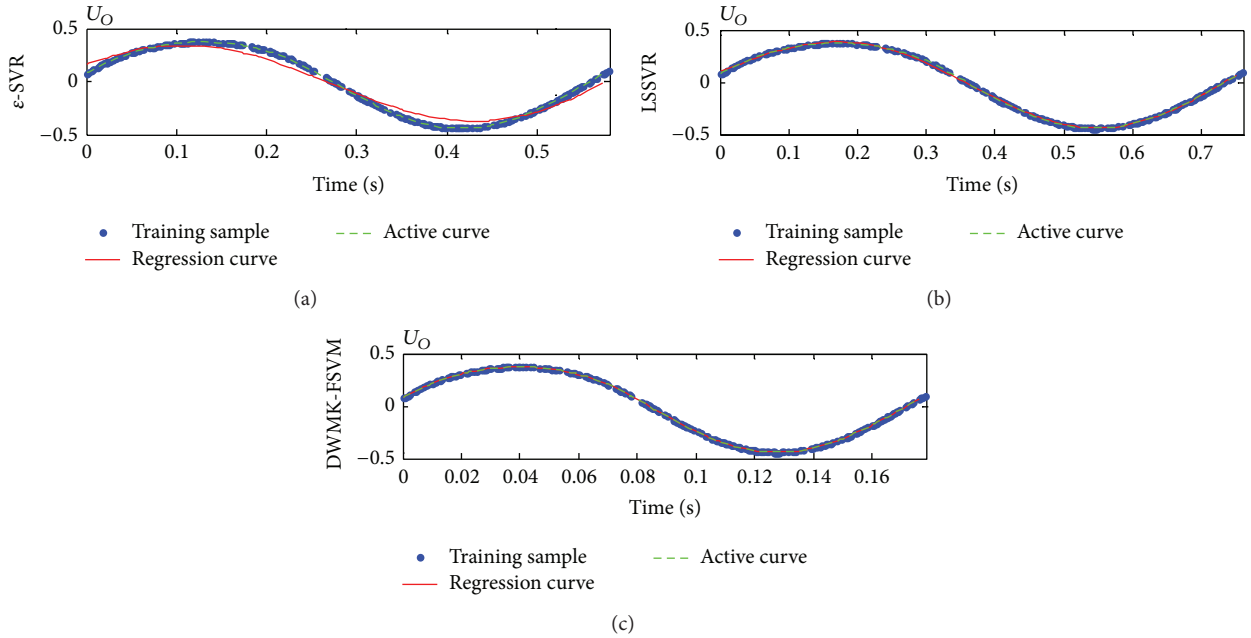 U_O
ε-SVR
0.5
0
−0.5
0 0.1 0.2 0.3 0.4 0.5
Time (s)
Training sample
Active curve
Regression curve
(a)
U_O
LSSVR
0.5
0
−0.5
0 0.1 0.2 0.3 0.4 0.5 0.6 0.7
Time (s)
Training sample
Active curve
Regression curve
(b)
U_O
DWMK-FSVM
0.5
0
−0.5
0 0.02 0.04 0.06 0.08 0.1 0.12 0.14 0.16
Time (s)
Training sample
Active curve
Regression curve
(c)